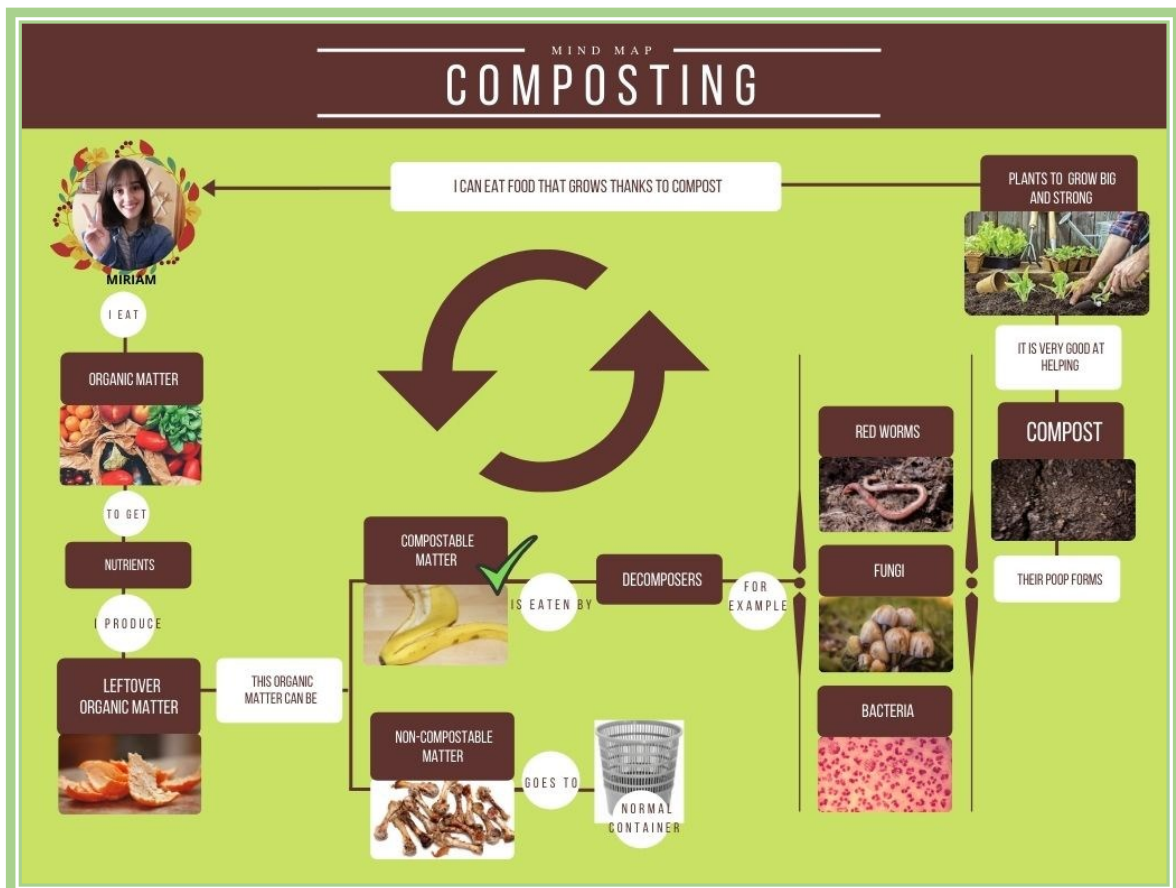 MIND MAP
COMPOSTING
I CAN EAT FOOD THAT GROWS THANKS TO COMPOST
PLANTS TO GROW BIG
AND STRONG
MIRIAM
I EAT
ORGANIC MATTER
TO GET
NUTRIENTS
I PRODUCE
LEFTOVER
ORGANIC MATTER
THIS ORGANIC
MATTER CAN BE
COMPOSTABLE
MATTER
IS EATEN BY
DECOMPOSERS
FOR
EXAMPLE
NON-COMPOSTABLE
MATTER
GOES TO
NORMAL
CONTAINER
RED WORMS
FUNGI
BACTERIA
THEIR POOP FORMS
COMPOST
IT IS VERY GOOD AT
HELPING